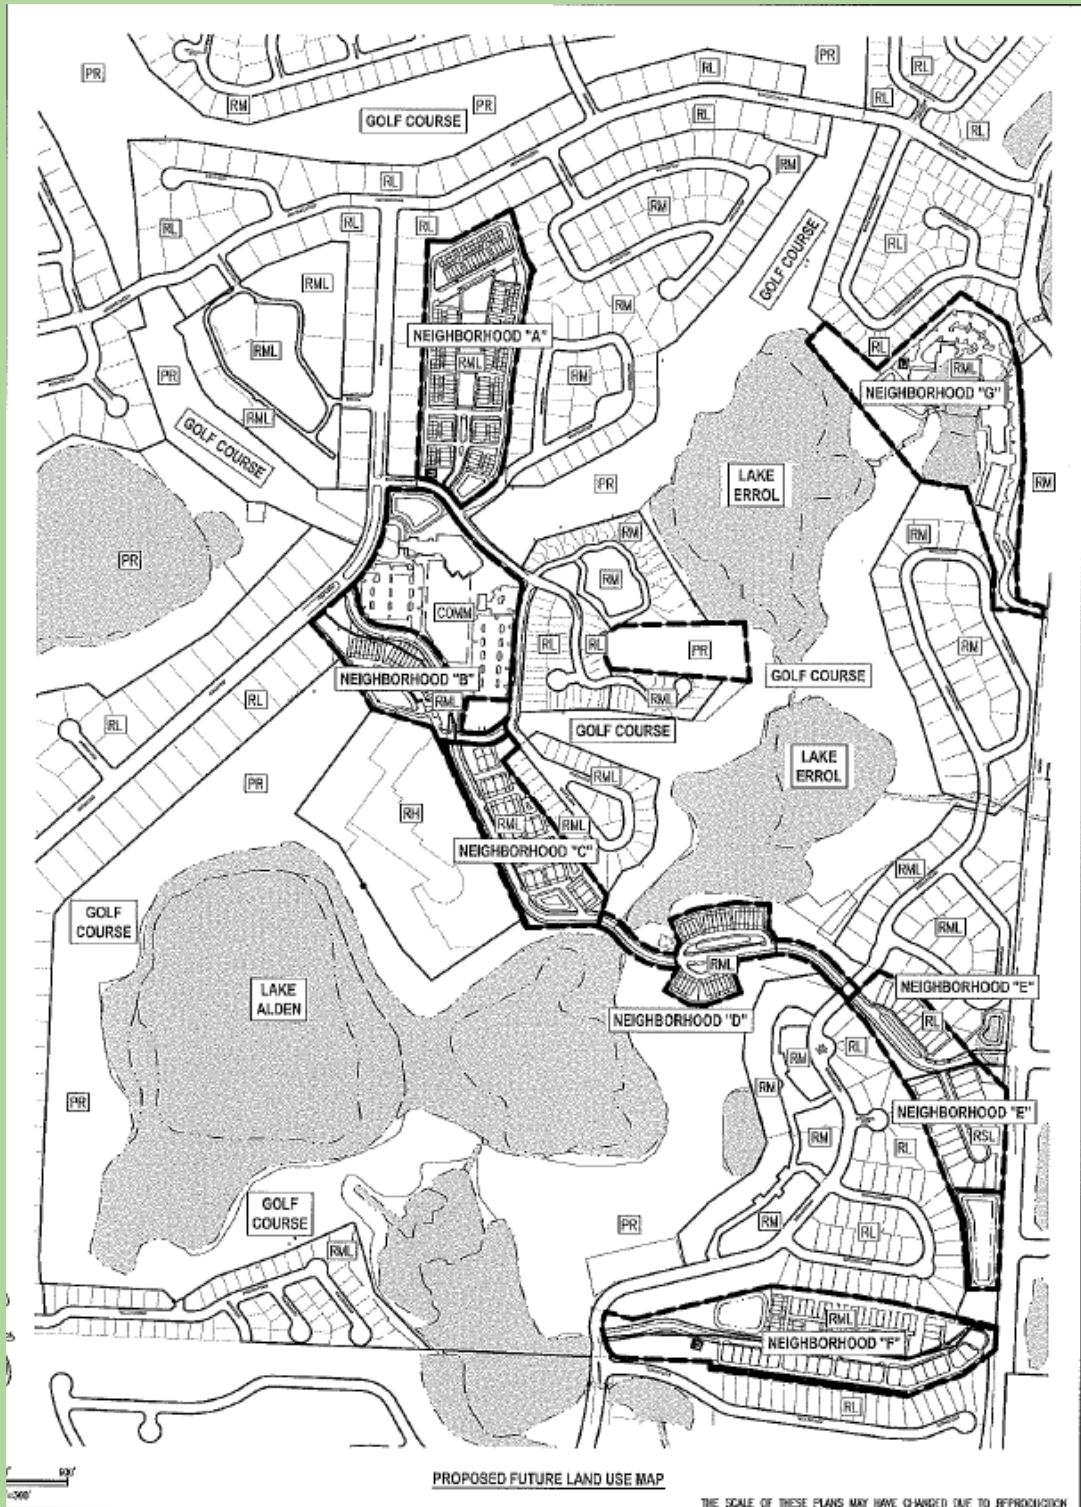 PR
RL
PR
RL
RM
PR
RL
GOLF COURSE
RL
RL
RM
RL
RM
RL
RL
RL
RL
GOLF COURSE
RML
RM
NEIGHBORHOOD "A"
RML
RML
RL
RML
NEIGHBORHOOD "G"
PR
RM
RML
GOLF COURSE
LAKE
ERROL
PR
RM
RM
RM
PR
RM
COMM
RL
RL
PR
RM
NEIGHBORHOOD "B"
GOLF COURSE
RL
RML
RML
RL
GOLF COURSE
LAKE
ERROL
PR
RML
RH
RML
RML
NEIGHBORHOOD "C"
RML
GOLF
COURSE
RML
RML
LAKE
ALDEN
NEIGHBORHOOD "E"
NEIGHBORHOOD "D"
RL
RL
RM
RM
PR
NEIGHBORHOOD "E"
RM
RL
RSL
GOLF
COURSE
PR
RM
RL
RML
RML
NEIGHBORHOOD "F"
RL
PROPOSED FUTURE LAND USE MAP
THE SCALE OF THESE PLANS MAY HAVE CHANGED DUE TO REPRODUCTION